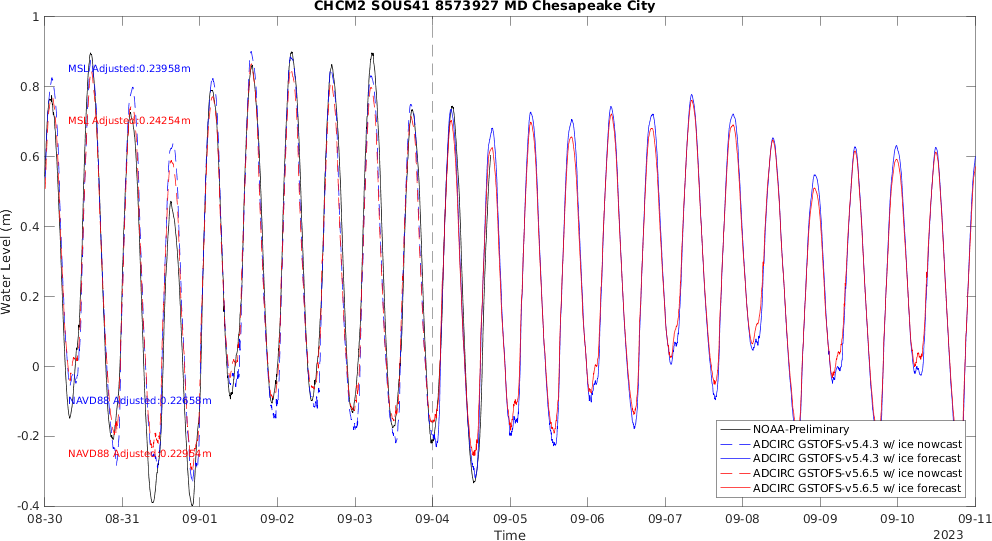 CHCM2 SOUS41 8573927 MD Chesapeake City
Water Level (m)
1
0.8
0.6
0.4
0.2
0
-0.2
-0.4
MSL Adjusted:0.23958m
MSL Adjusted:0.24254m
NAVD88 Adjusted:0.22658m
NAVD88 Adjusted:0.22954m
NOAA-Preliminary
ADCIRC GSTOFS-v5.4.3 w/ ice nowcast
ADCIRC GSTOFS-v5.4.3 w/ ice forecast
ADCIRC GSTOFS-v5.6.5 w/ ice nowcast
ADCIRC GSTOFS-v5.6.5 w/ ice forecast
08-30 08-31 09-01 09-02 09-03 09-04 09-05 09-06 09-07 09-08 09-09 09-10 09-11
Time
2023